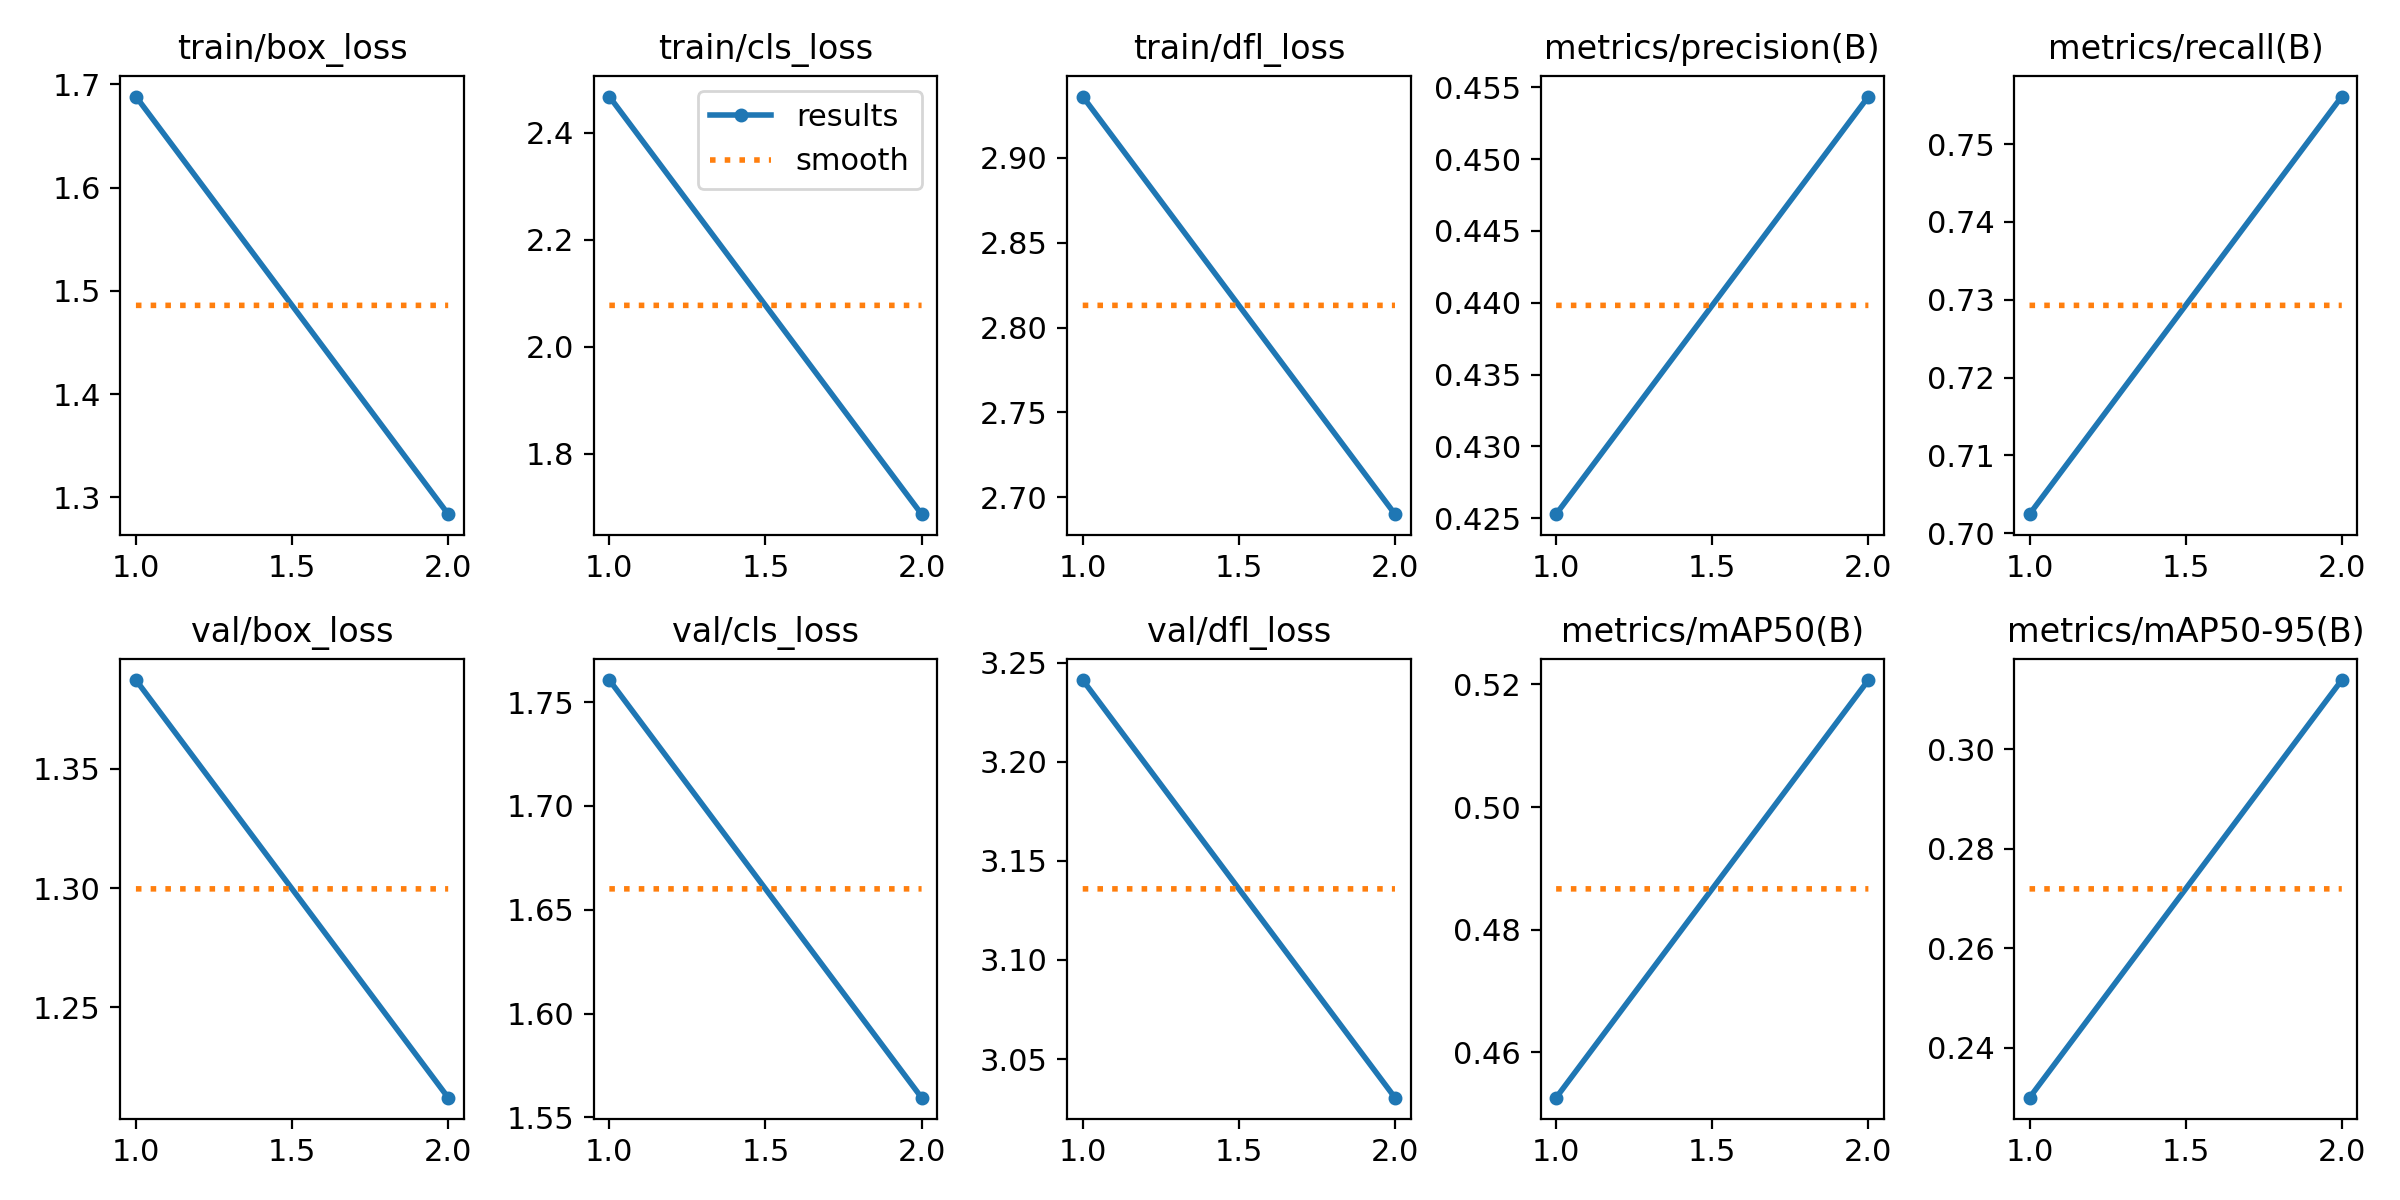 train/box_loss
1.7
1.6
1.5
1.4
1.3
1.0 1.5 2.0
train/cls_loss
results
smooth
2.4
2.2
2.0
1.8
1.0 1.5 2.0
train/dfl_loss
2.90
2.85
2.80
2.75
2.70
1.0 1.5 2.0
metrics/precision(B)
0.455
0.450
0.445
0.440
0.435
0.430
0.425
1.0 1.5 2.0
metrics/recall(B)
0.75
0.74
0.73
0.72
0.71
0.70
1.0 1.5 2.0
val/box_loss
1.35
1.30
1.25
1.0 1.5 2.0
val/cls_loss
1.75
1.70
1.65
1.60
1.55
1.0 1.5 2.0
val/dfl_loss
3.25
3.20
3.15
3.10
3.05
1.0 1.5 2.0
metrics/mAP50(B)
0.52
0.50
0.48
0.46
1.0 1.5 2.0
metrics/mAP50-95(B)
0.30
0.28
0.26
0.24
1.0 1.5 2.0